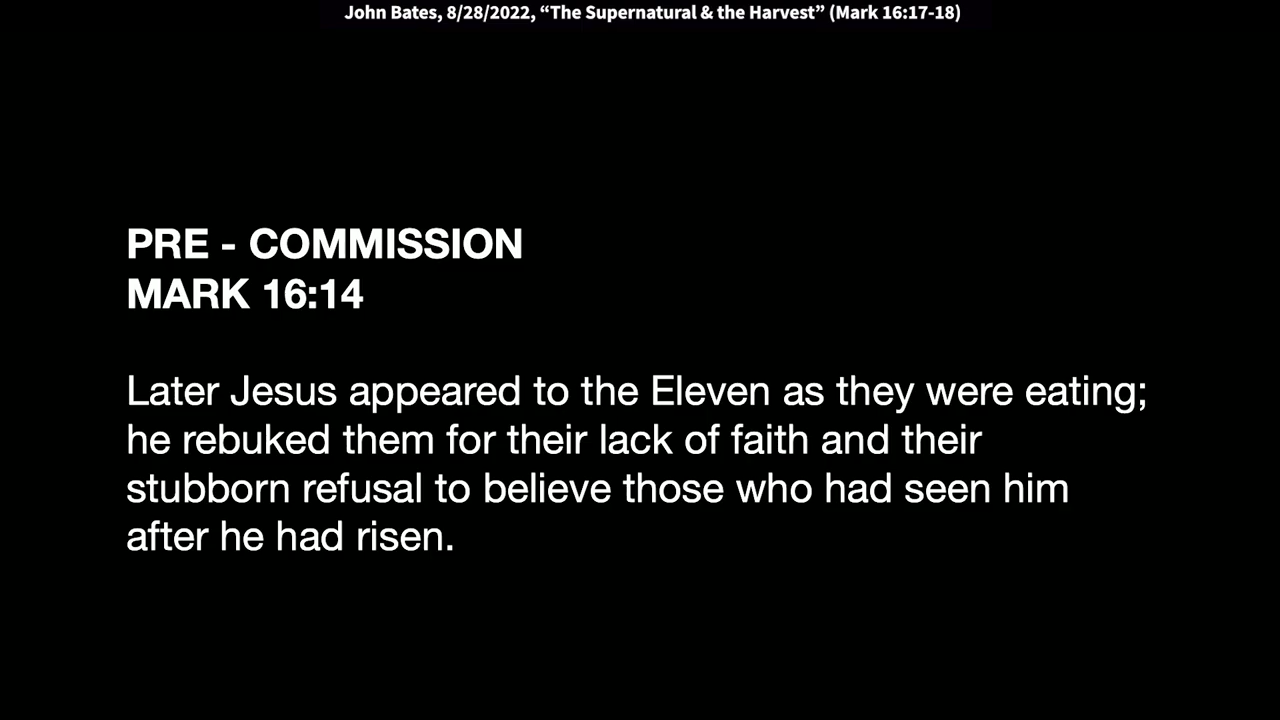 John Bates, 8/28/2022, “The Supernatural & the Harvest” (Mark 16:17-18)
PRE - COMMISSION
MARK 16:14
Later Jesus appeared to the Eleven as they were eating;
he rebuked them for their lack of faith and their
stubborn refusal to believe those who had seen him
after he had risen.